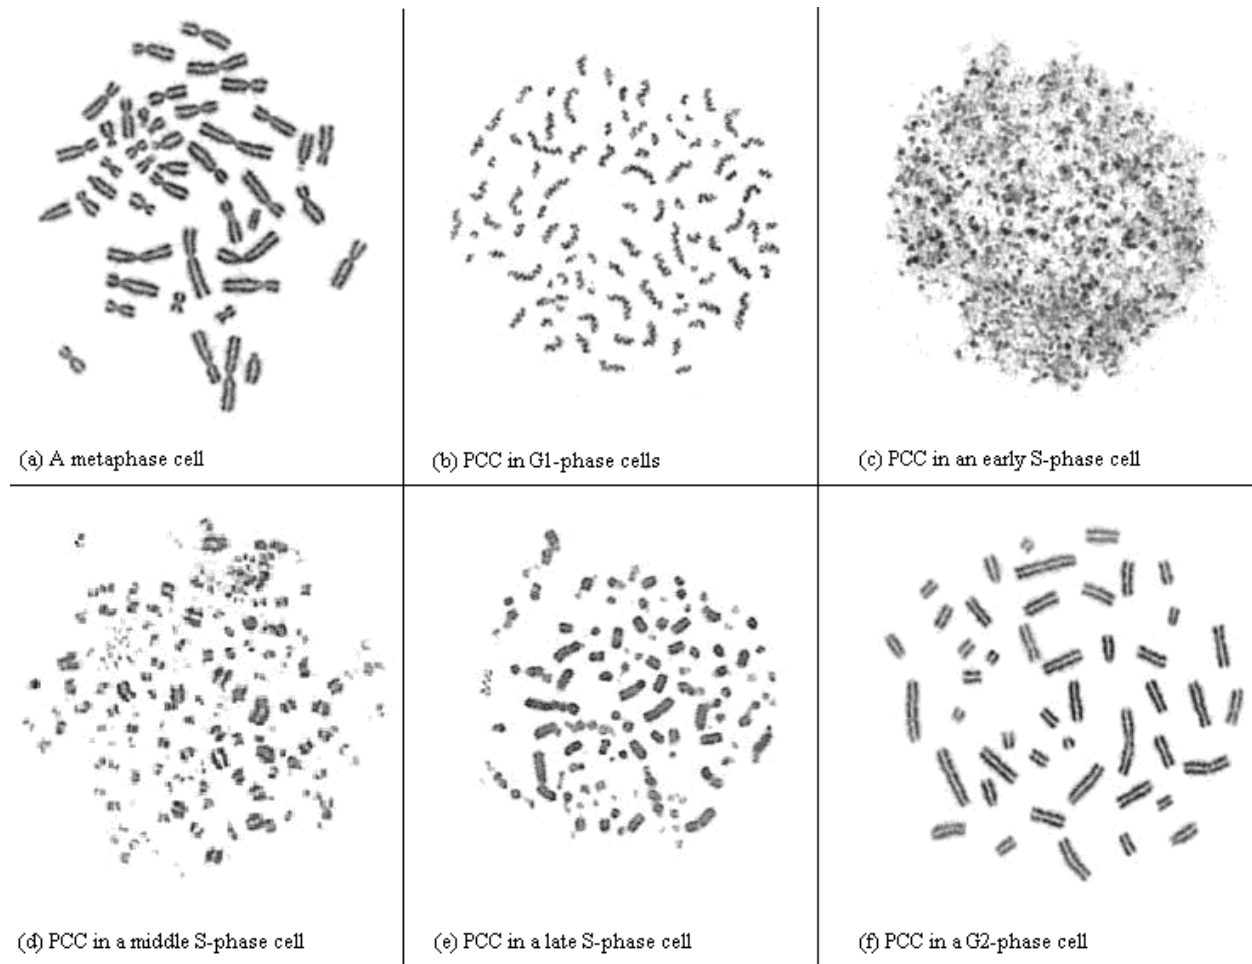 (a) A metaphase cell
(b) PCC in G1-phase cells
(c) PCC in an early S-phase cell
(d) PCC in a middle S-phase cell
(e) PCC in a late S-phase cell
(f) PCC in a G2-phase cell